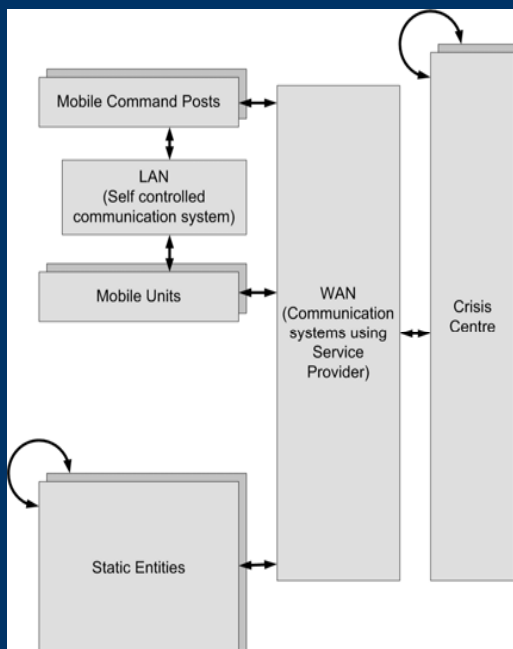 Mobile Command Posts
LAN
(Self controlled
communication system)
Mobile Units
WAN
(Communication
systems using
Service
Provider)
Crisis
Centre
Static Entities